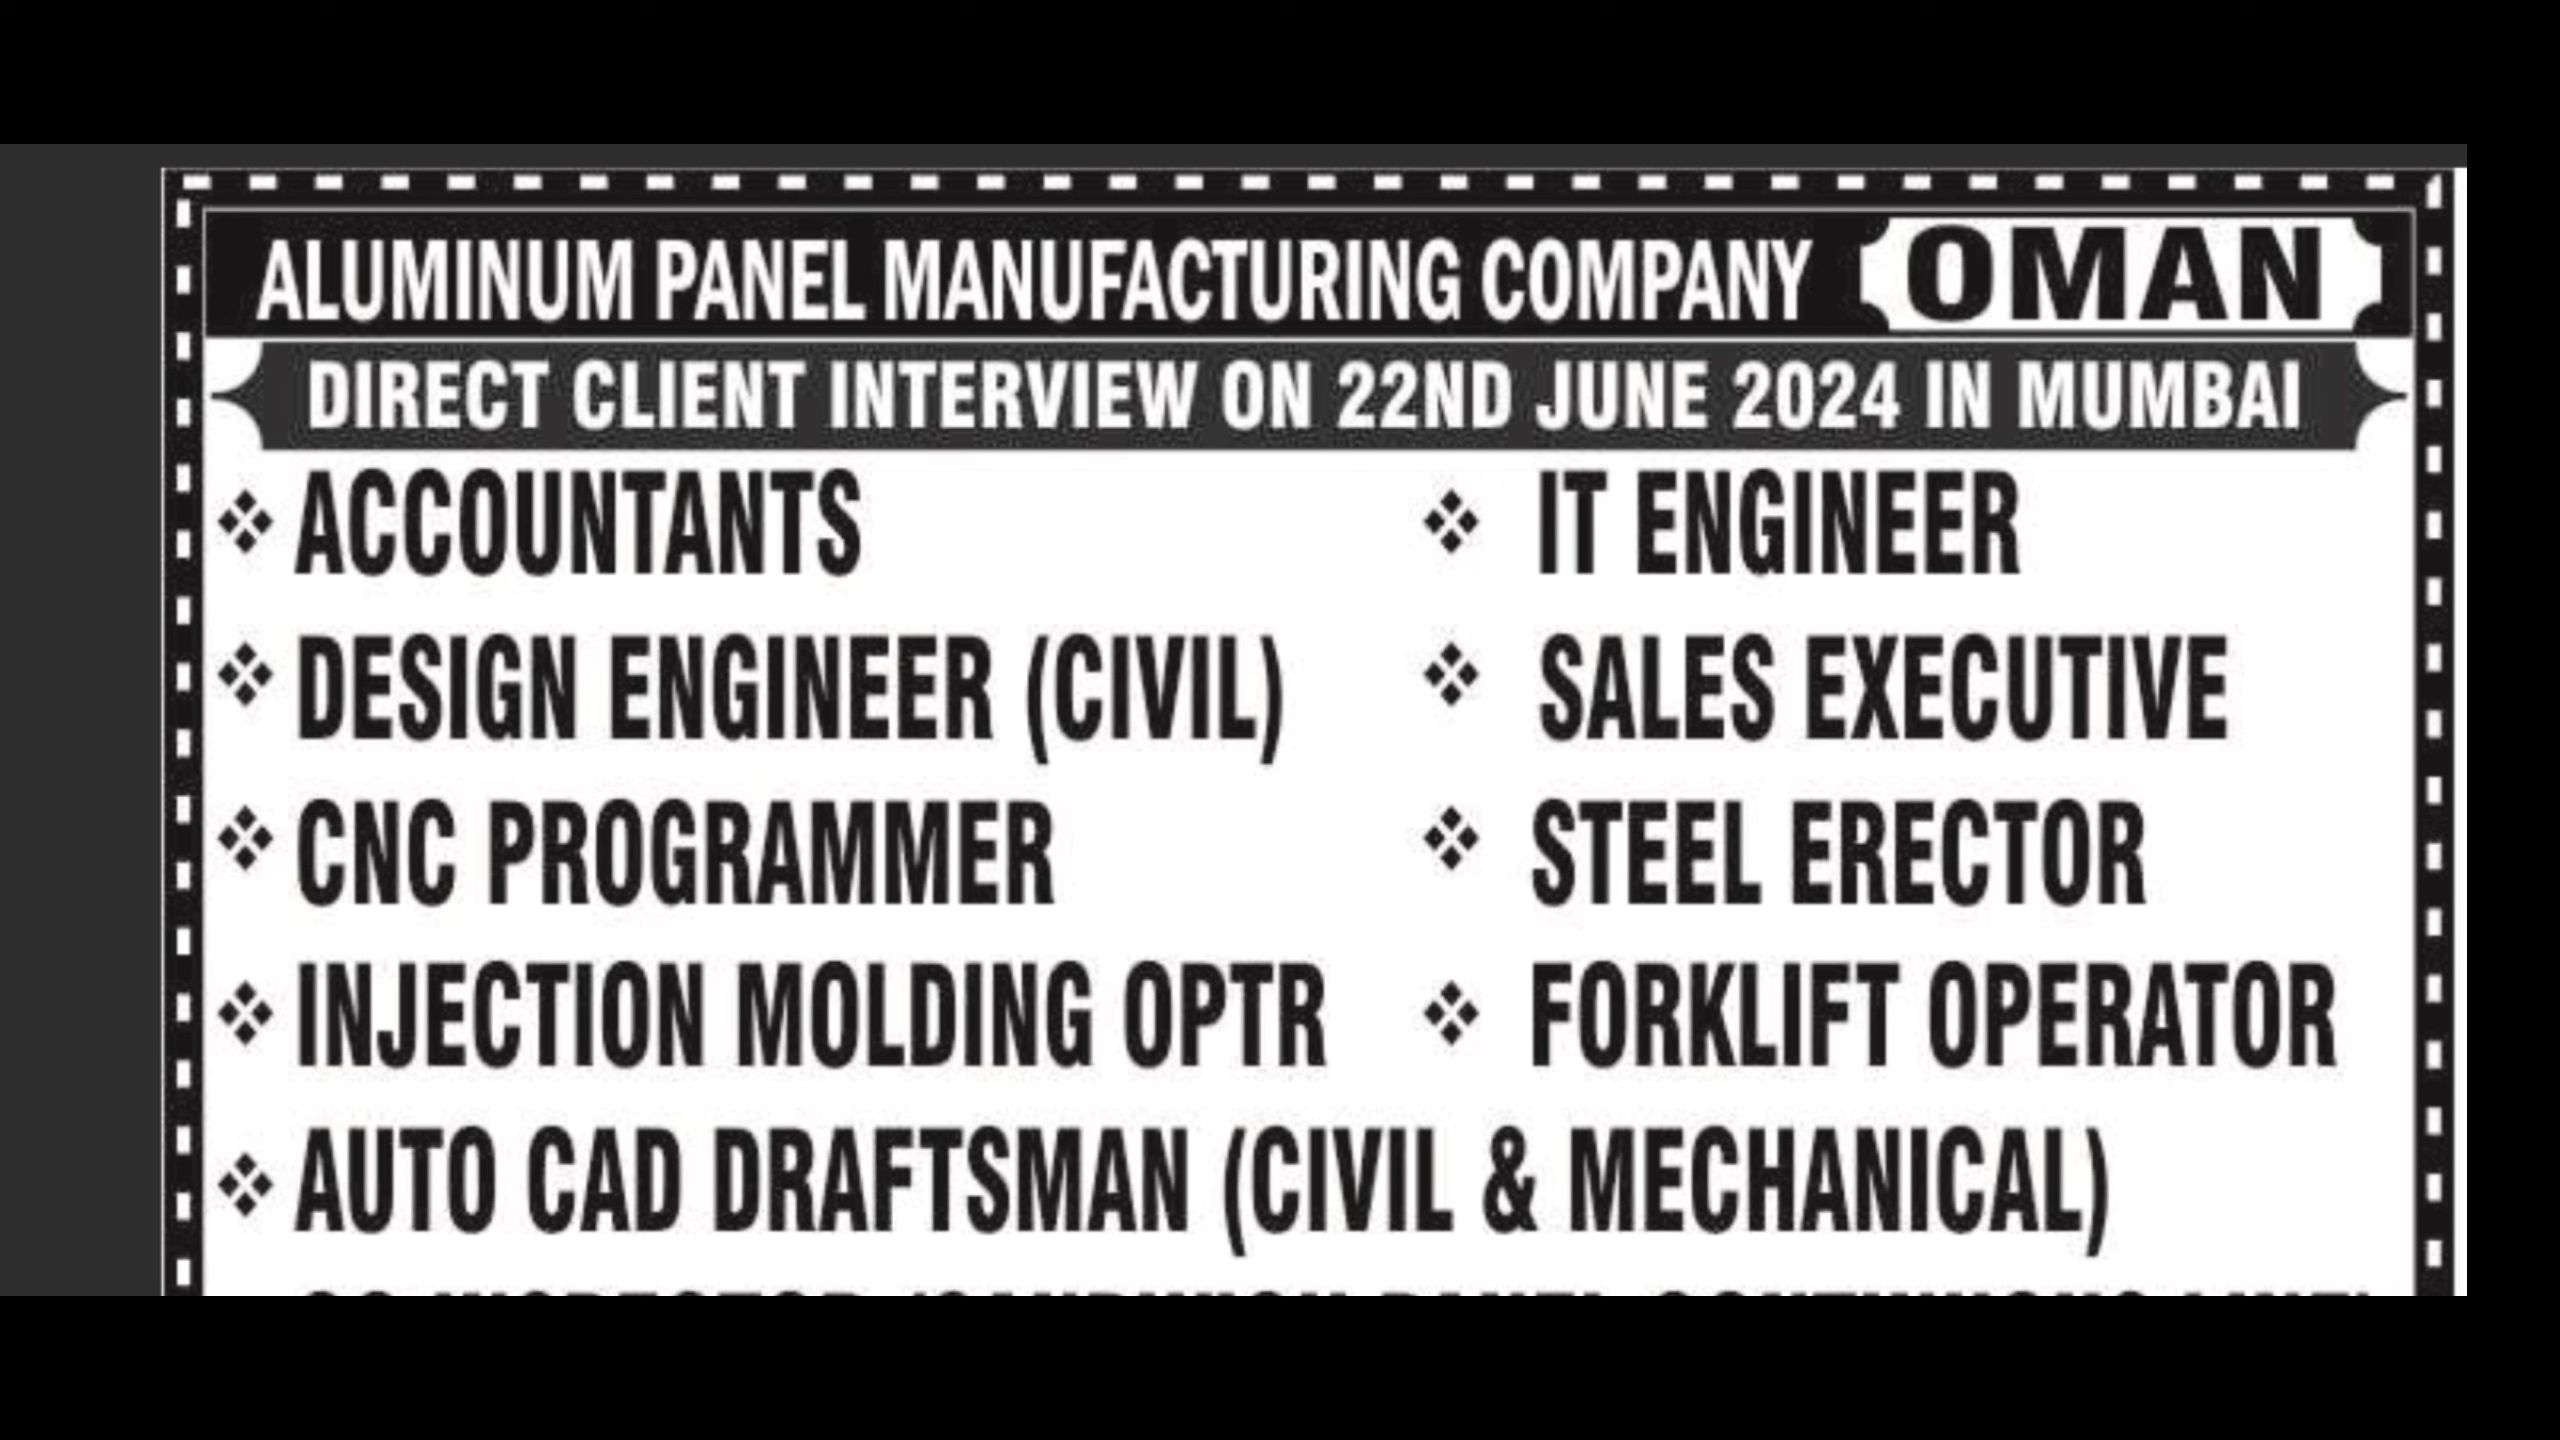 ALUMINUM PANEL MANUFACTURING COMPANY OMAN
DIRECT CLIENT INTERVIEW ON 22ND JUNE 2024 IN MUMBAI
❖ ACCOUNTANTS ❖ IT ENGINEER
❖ DESIGN ENGINEER (CIVIL) ❖ SALES EXECUTIVE
❖ CNC PROGRAMMER ❖ STEEL ERECTOR
❖ INJECTION MOLDING OPTR ❖ FORKLIFT OPERATOR
❖ AUTO CAD DRAFTSMAN (CIVIL & MECHANICAL)